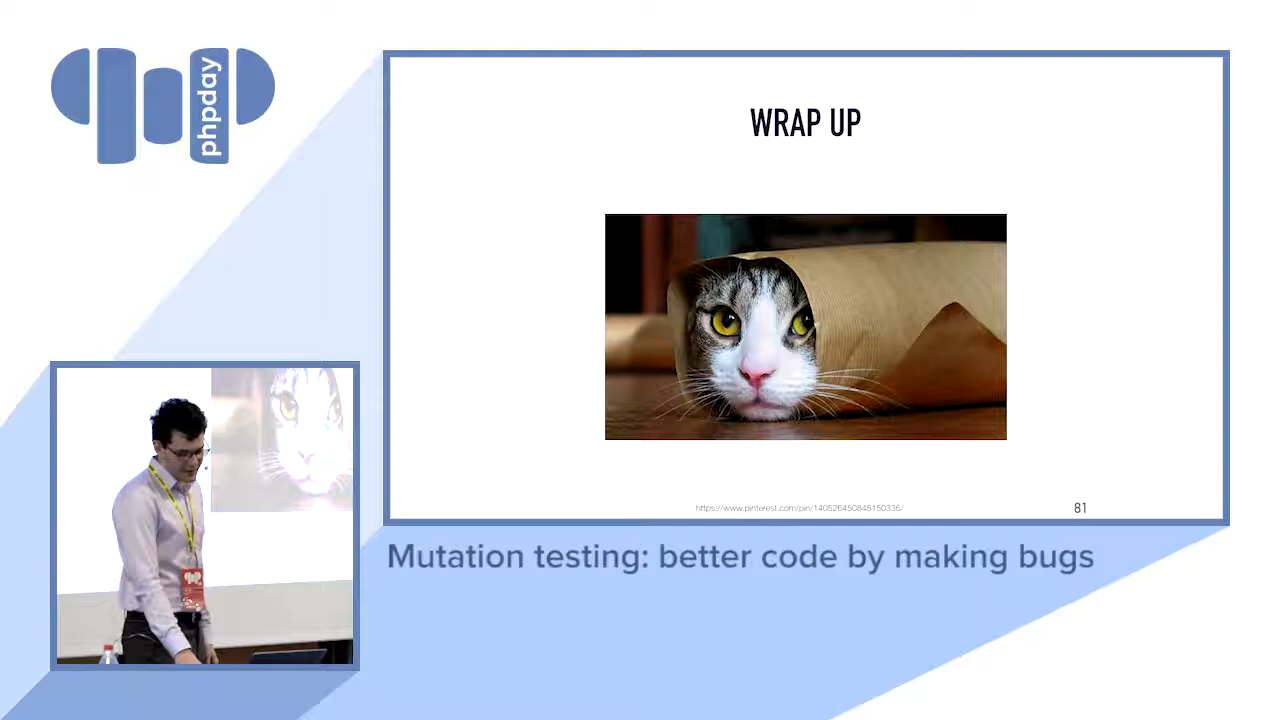 phpday
WRAP UP
https://www.pinterest.com/pin/140526450845150336/
81
Mutation testing: better code by making bugs